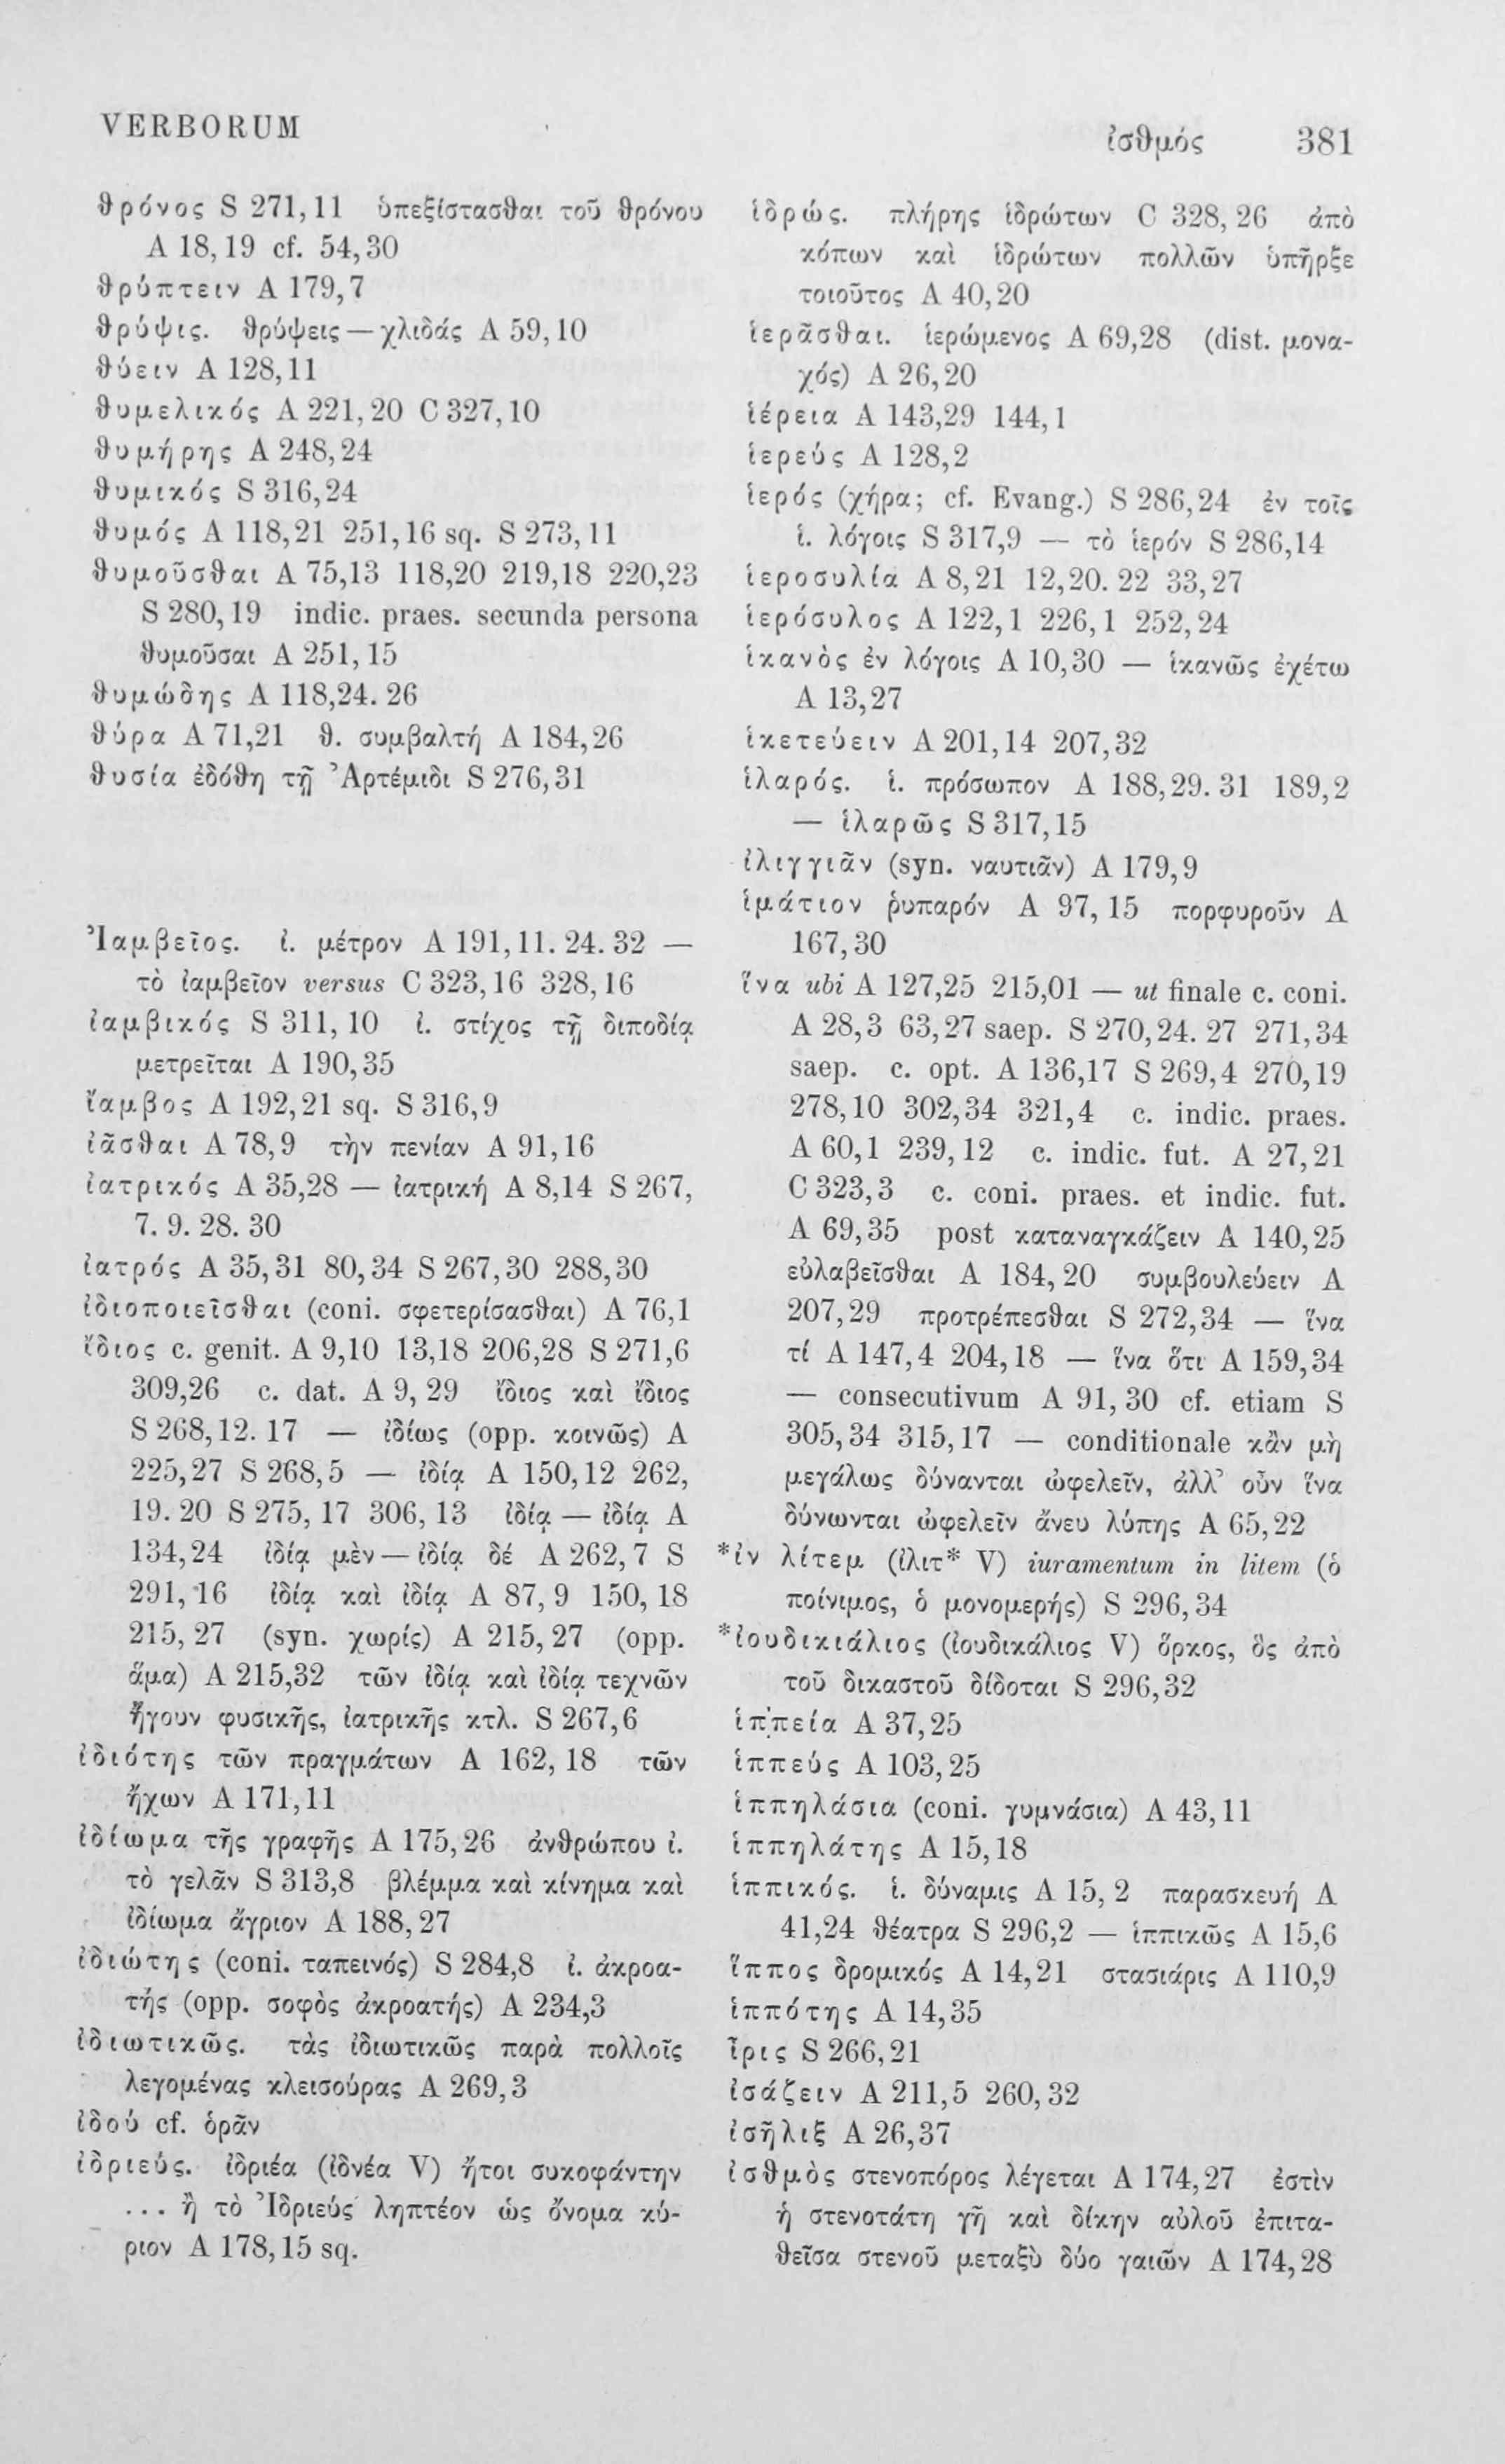 VERBORUM
ἰσθμός 381
θρόνος S 271,11 ὑπεξίστασθαι τοῦ θρόνου
A 18,19 cf. 54,30
θρύπτειν A 179,7
θρύψις. θρύψεις — χλιδάς A 59,10
θύειν A 128,11
θυμελικός A 221,20 C 327,10
θυμήρης A 248,24
θυμικός S 316,24
θυμός A 118,21 251,16 sq. S 273,11
θυμοῦσθαι A 75,13 118,20 219,18 220,23
S 280,19 indic. praes. secunda persona
θυμοῦσαι A 251,15
θυμώδης A 118,24. 26
θύρα A 71,21 θ. συμβαλτή A 184,26
θυσία ἐδόθη τῇ Ἀρτέμιδι S 276,31
Ἰαμβεῖος. ἰ. μέτρον A 191,11. 24. 32 —
τὸ ἰαμβεῖον versus C 323,16 328,16
ἰαμβικός S 311,10 ἰ. στίχος τῇ διποδίᾳ
μετρεῖται A 190,35
ἴαμβος A 192,21 sq. S 316,9
ἰᾶσθαι A 78,9 τὴν πενίαν A 91,16
ἰατρικός A 35,28 — ἰατρική A 8,14 S 267,
7. 9. 28. 30
ἰατρός A 35,31 80,34 S 267,30 288,30
ἰδιοποιεῖσθαι (coni. σφετερίσασθαι) A 76,1
ἴδιος c. genit. A 9,10 13,18 206,28 S 271,6
309,26 c. dat. A 9,29 ἴδιος καὶ ἴδιος
S 268,12. 17 — ἰδίως (opp. κοινῶς) A
225,27 S 268,5 — ἰδίᾳ A 150,12 262,
19. 20 S 275,17 306,13 ἰδίᾳ — ἰδίᾳ A
134,24 ἰδίᾳ μὲν — ἰδίᾳ δέ A 262,7 S
291,16 ἰδίᾳ καὶ ἰδίᾳ A 87,9 150,18
215,27 (syn. χωρίς) A 215,27 (opp.
ἅμα) A 215,32 τῶν ἰδίᾳ καὶ ἰδίᾳ τεχνῶν
ἤγουν φυσικῆς, ἰατρικῆς κτλ. S 267,6
ἰδιότης τῶν πραγμάτων A 162,18 τῶν
ἤχων A 171,11
ἰδίωμα τῆς γραφῆς A 175,26 ἀνθρώπου ἰ.
τὸ γελᾶν S 313,8 βλέμμα καὶ κίνημα καὶ
ἰδίωμα ἄγριον A 188,27
ἰδιώτης (coni. ταπεινός) S 284,8 ἰ. ἀκροα-
τής (opp. σοφὸς ἀκροατής) A 234,3
ἰδιωτικῶς. τὰς ἰδιωτικῶς παρὰ πολλοῖς
λεγομένας κλεισούρας A 269,3
ἰδού cf. ὁρᾶν
ἰδριεύς. ἰδριέα (ἰδνέα V) ἤτοι συκοφάντην
... ἢ τὸ Ἰδριεύς ληπτέον ὡς ὄνομα κύ-
ριον A 178,15 sq.
ἱδρώς. πλήρης ἱδρώτων C 328,26 ἀπὸ
κόπων καὶ ἱδρώτων πολλῶν ὑπῆρξε
τοιοῦτος A 40,20
ἱερᾶσθαι. ἱερώμενος A 69,28 (dist. μονα-
χός) A 26,20
ἱέρεια A 143,29 144,1
ἱερεύς A 128,2
ἱερός (χήρα; cf. Evang.) S 286,24 ἐν τοῖς
ἱ. λόγοις S 317,9 — τὸ ἱερόν S 286,14
ἱεροσυλία A 8,21 12,20. 22 33,27
ἱερόσυλος A 122,1 226,1 252,24
ἱκανὸς ἐν λόγοις A 10,30 — ἱκανῶς ἐχέτω
A 13,27
ἱκετεύειν A 201,14 207,32
ἱλαρός. ἱ. πρόσωπον A 188,29. 31 189,2
— ἱλαρῶς S 317,15
ἰλιγγιᾶν (syn. ναυτιᾶν) A 179,9
ἱμάτιον ῥυπαρόν A 97,15 πορφυροῦν A
167,30
ἵνα ubi A 127,25 215,01 — ut finale c. coni.
A 28,3 63,27 saep. S 270,24. 27 271,34
saep. c. opt. A 136,17 S 269,4 270,19
278,10 302,34 321,4 c. indic. praes.
A 60,1 239,12 c. indic. fut. A 27,21
C 323,3 c. coni. praes. et indic. fut.
A 69,35 post καταναγκάζειν A 140,25
εὐλαβεῖσθαι A 184,20 συμβουλεύειν A
207,29 προτρέπεσθαι S 272,34 — ἵνα
τί A 147,4 204,18 — ἵνα ὅτι A 159,34
— consecutivum A 91,30 cf. etiam S
305,34 315,17 — conditionale κἂν μὴ
μεγάλως δύνανται ὠφελεῖν, ἀλλ’ οὖν ἵνα
δύνωνται ὠφελεῖν ἄνευ λύπης A 65,22
*ἰν λίτεμ (ἰλιτ* V) iuramentum in litem (ὁ
ποίνιμος, ὁ μονομερής) S 296,34
*ἰουδικιάλιος (ἰουδικάλιος V) ὅρκος, ὃς ἀπὸ
τοῦ δικαστοῦ δίδοται S 296,32
ἱππεία A 37,25
ἱππεύς A 103,25
ἱππηλάσια (coni. γυμνάσια) A 43,11
ἱππηλάτης A 15,18
ἱππικός. ἱ. δύναμις A 15,2 παρασκευή A
41,24 θέατρα S 296,2 — ἱππικῶς A 15,6
ἵππος δρομικός A 14,21 στασιάρις A 110,9
ἱππότης A 14,35
ἶρις S 266,21
ἰσάζειν A 211,5 260,32
ἰσῆλιξ A 26,37
ἰσθμὸς στενοπόρος λέγεται A 174,27 ἐστὶν
ἡ στενοτάτη γῆ καὶ δίκην αὐλοῦ ἐπιτα-
θεῖσα στενοῦ μεταξὺ δύο γαιῶν A 174,28